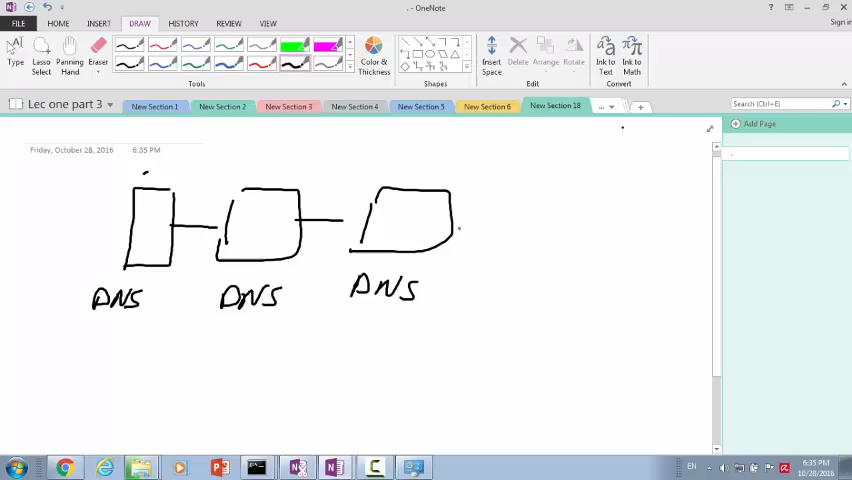 . - OneNote
FILE HOME INSERT DRAW HISTORY REVIEW VIEW
Sign in
Type Lasso Select Panning Hand Eraser
Color & Thickness
Insert Space Delete Arrange Rotate
Ink to Text Ink to Math
Tools Shapes Edit Convert
Lec one part 3 New Section 1 New Section 2 New Section 3 New Section 4 New Section 5 New Section 6 New Section 18 ...
Search (Ctrl+E)
Add Page
Friday, October 28, 2016 6:35 PM
DNS DNS DNS
EN 6:35 PM
10/28/2016